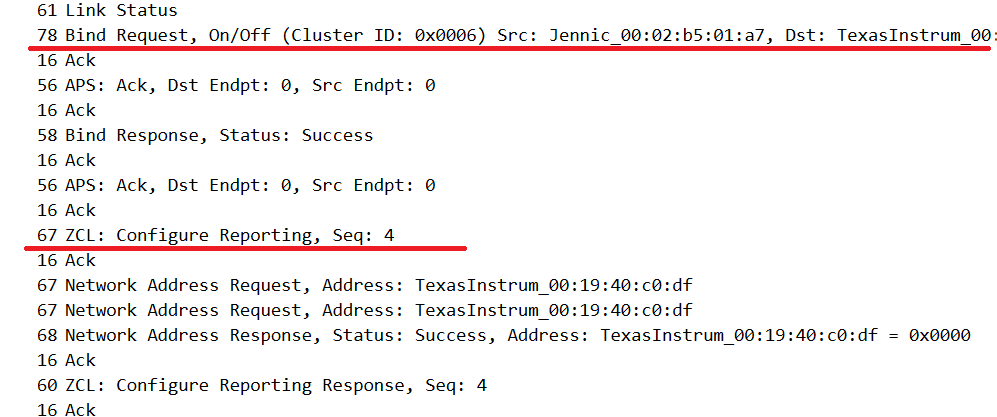 61 Link Status
78 Bind Request, On/Off (Cluster ID: 0x0006) Src: Jennic_00:02:b5:01:a7, Dst: TexasInstrum_00:
16 Ack
56 APS: Ack, Dst Endpt: 0, Src Endpt: 0
16 Ack
58 Bind Response, Status: Success
16 Ack
56 APS: Ack, Dst Endpt: 0, Src Endpt: 0
16 Ack
67 ZCL: Configure Reporting, Seq: 4
16 Ack
67 Network Address Request, Address: TexasInstrum_00:19:40:c0:df
67 Network Address Request, Address: TexasInstrum_00:19:40:c0:df
68 Network Address Response, Status: Success, Address: TexasInstrum_00:19:40:c0:df = 0x0000
16 Ack
60 ZCL: Configure Reporting Response, Seq: 4
16 Ack